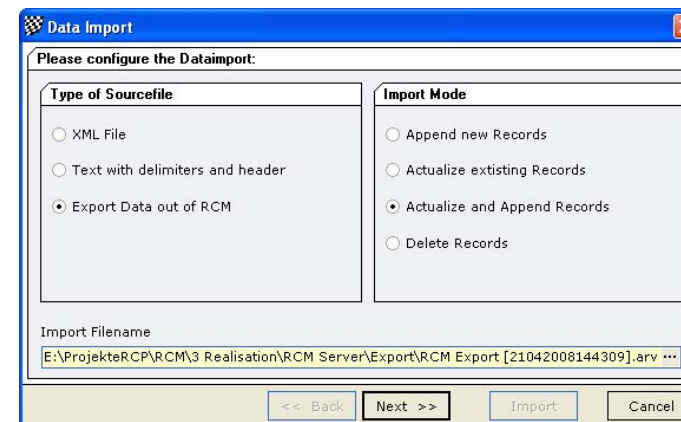 Data Import
Please configure the Dataimport:
Type of Sourcefile
XML File
Text with delimiters and header
Export Data out of RCM
Import Mode
Append new Records
Actualize extisting Records
Actualize and Append Records
Delete Records
Import Filename
E:\ProjekteRCP\RCM\3 Realisation\RCM Server\Export\RCM Export [21042008144309].arv ...
<< Back Next >> Import Cancel